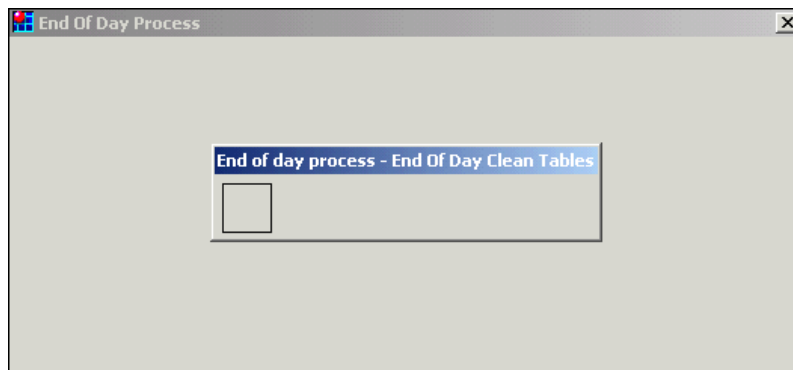 End Of Day Process
End of day process - End Of Day Clean Tables